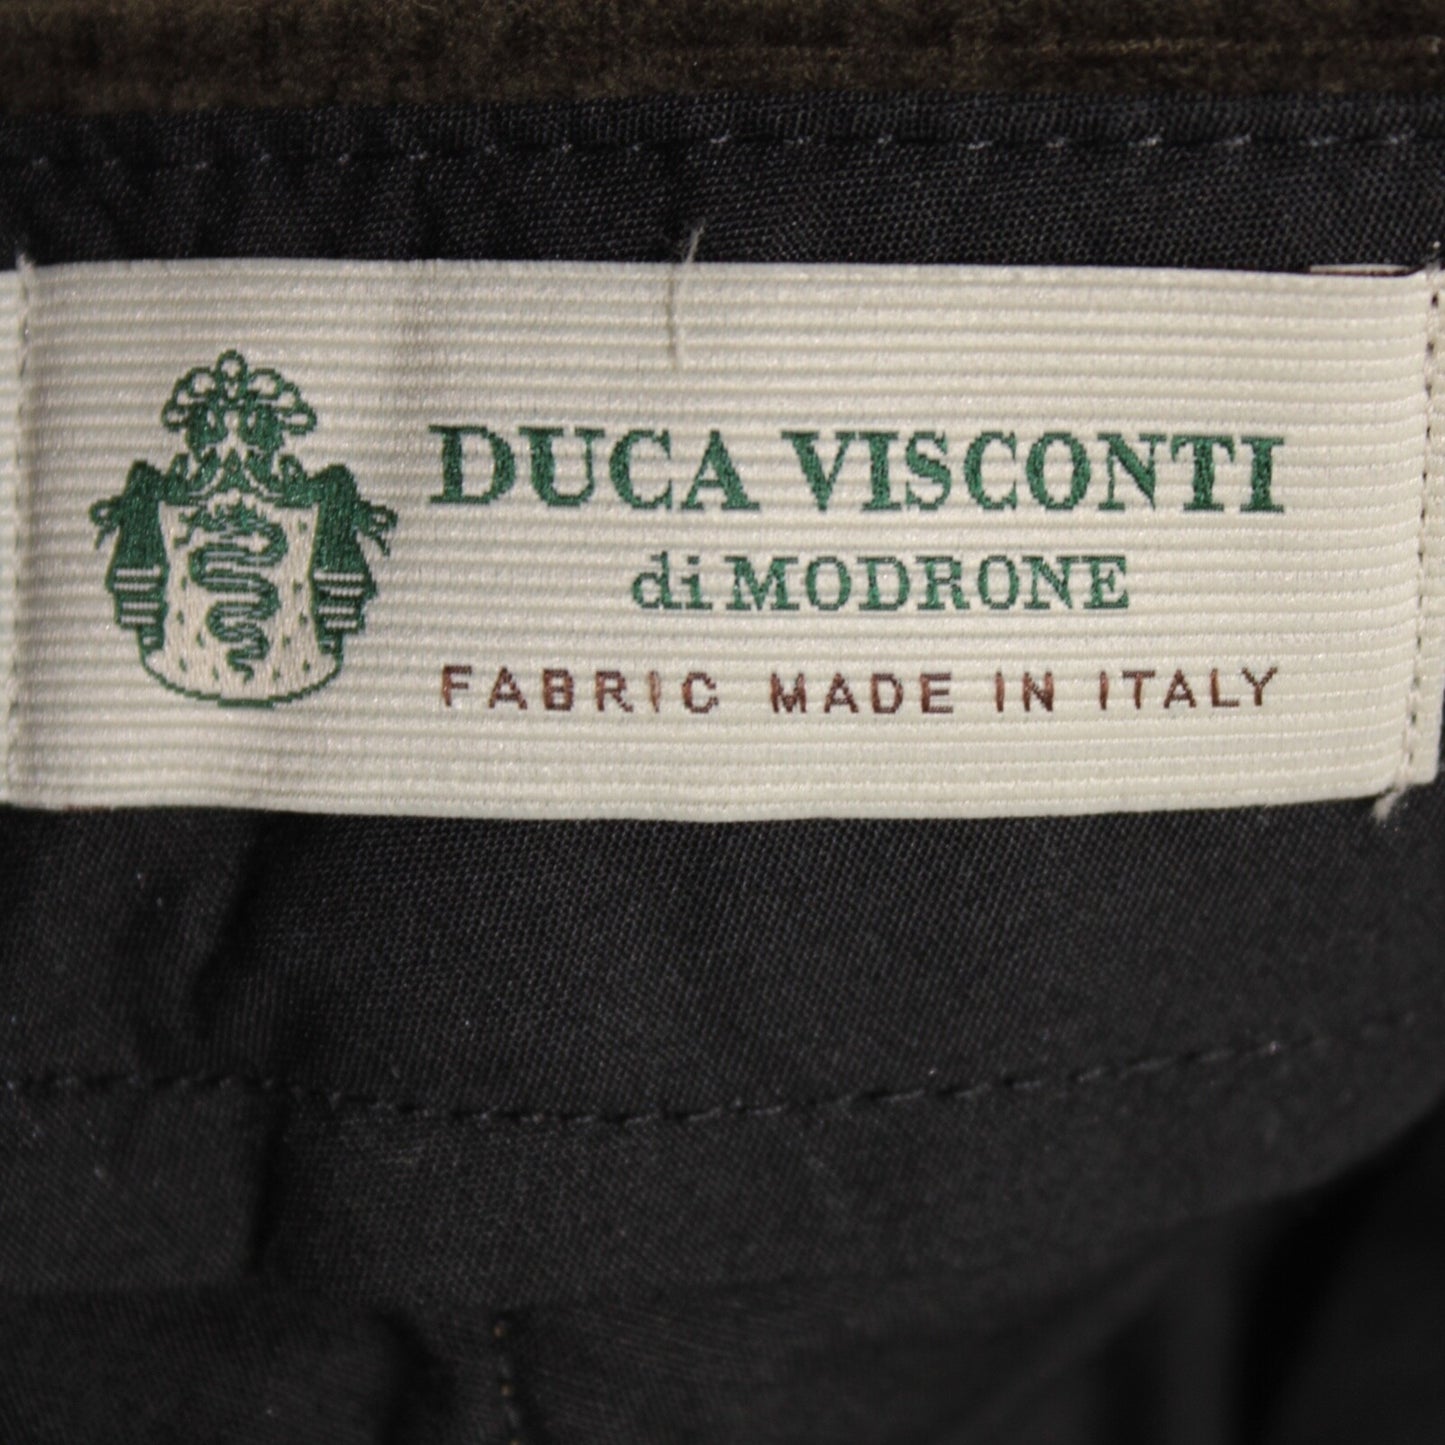 DUCA VISCONTI
di MODRONE
FABRIC MADE IN ITALY